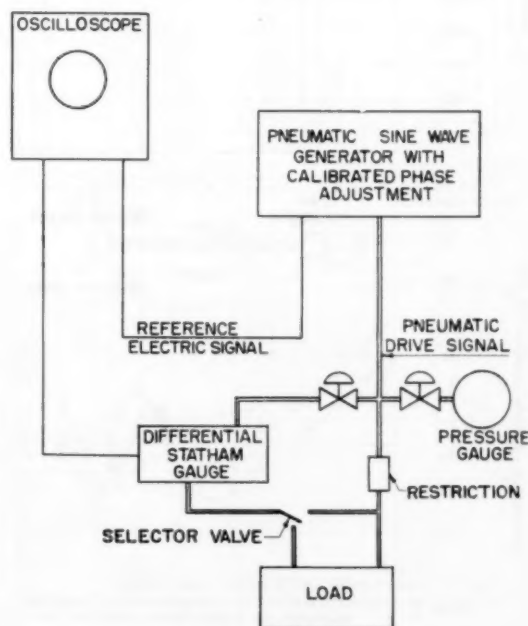 OSCILLOSCOPE
PNEUMATIC SINE WAVE
GENERATOR WITH
CALIBRATED PHASE
ADJUSTMENT
REFERENCE
ELECTRIC SIGNAL
PNEUMATIC
DRIVE SIGNAL
DIFFERENTIAL
STATHAM
GAUGE
PRESSURE
GAUGE
RESTRICTION
SELECTOR VALVE
LOAD